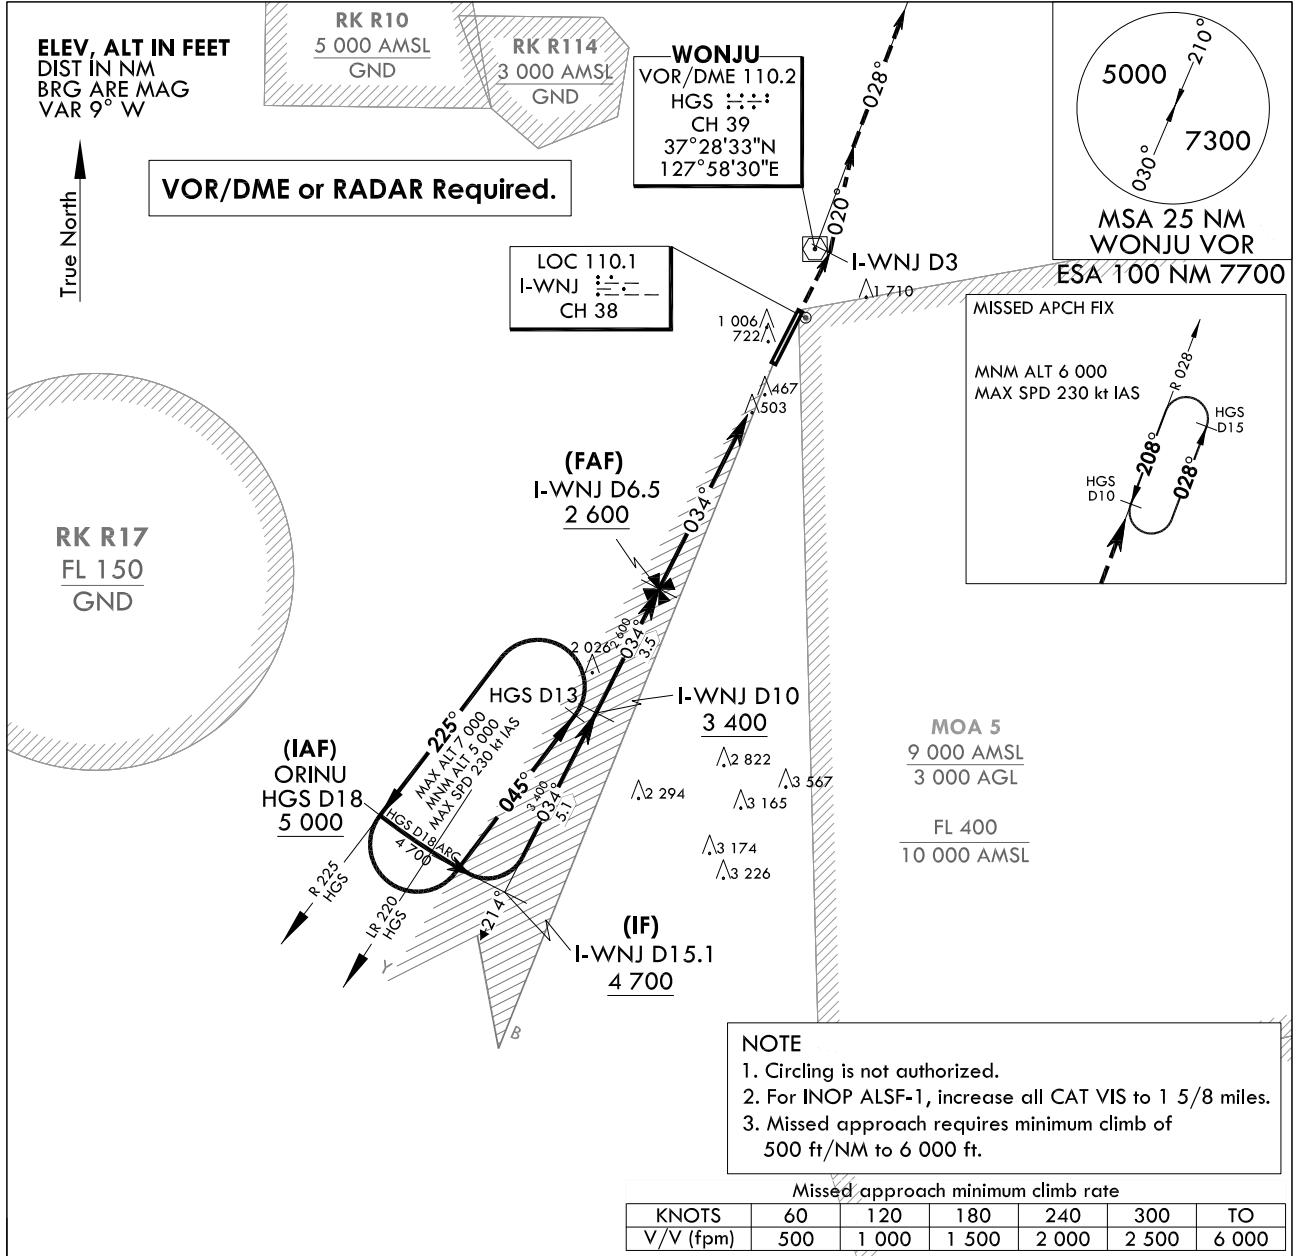 ELEV, ALT IN FEET
DIST IN NM
BRG ARE MAG
VAR 9° W
True North
RK R10
5 000 AMSL
GND
RK R114
3 000 AMSL
GND
VOR/DME or RADAR Required.
WONJU
VOR/DME 110.2
HGS
CH 39
37°28'33"N
127°58'30"E
028°
020°
I-WNJ D3
5000
210°
7300
030°
MSA 25 NM
WONJU VOR
ESA 100 NM 7700
LOC 110.1
I-WNJ
CH 38
1 710
1 006
722
467
503
MISSED APCH FIX
MNM ALT 6 000
MAX SPD 230 kt IAS
R 028
HGS
D15
208°
028°
HGS
D10
(FAF)
I-WNJ D6.5
2 600
034°
RK R17
FL 150
GND
2 026
2 600
034°
3.5
HGS D13
I-WNJ D10
3 400
225°
MAX ALT 7 000
MNM ALT 5 000
MAX SPD 230 kt IAS
045°
3 400
034°
5.1
(IAF)
ORINU
HGS D18
5 000
HGS D18 ARC
4 700
R 225
HGS
LR 220
HGS
214°
Y
B
(IF)
I-WNJ D15.1
4 700
2 822
3 567
2 294
3 165
3 174
3 226
MOA 5
9 000 AMSL
3 000 AGL
FL 400
10 000 AMSL
NOTE
1. Circling is not authorized.
2. For INOP ALSF-1, increase all CAT VIS to 1 5/8 miles.
3. Missed approach requires minimum climb of
500 ft/NM to 6 000 ft.
Missed approach minimum climb rate
KNOTS 60 120 180 240 300 TO
V/V (fpm) 500 1 000 1 500 2 000 2 500 6 000